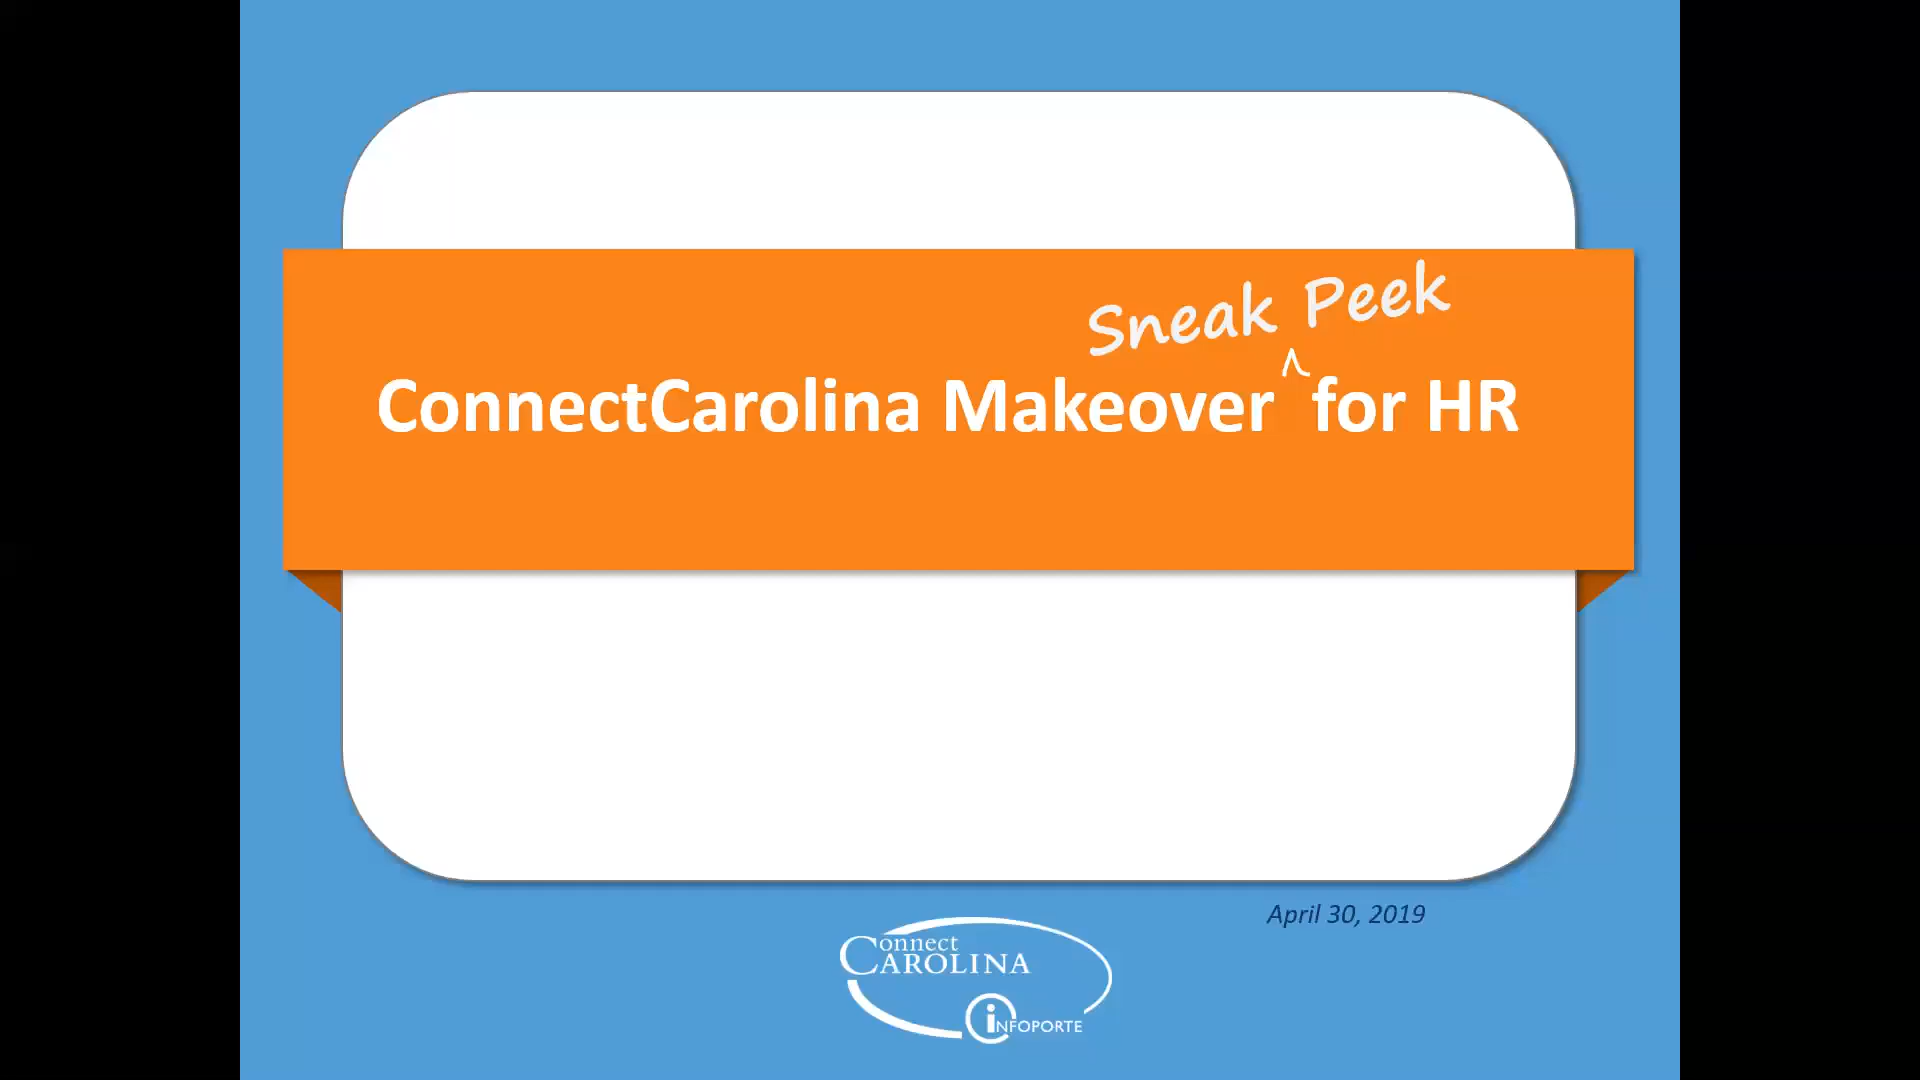 Sneak Peek
^
ConnectCarolina Makeover for HR
April 30, 2019
Connect
CAROLINA
INFOPORTE